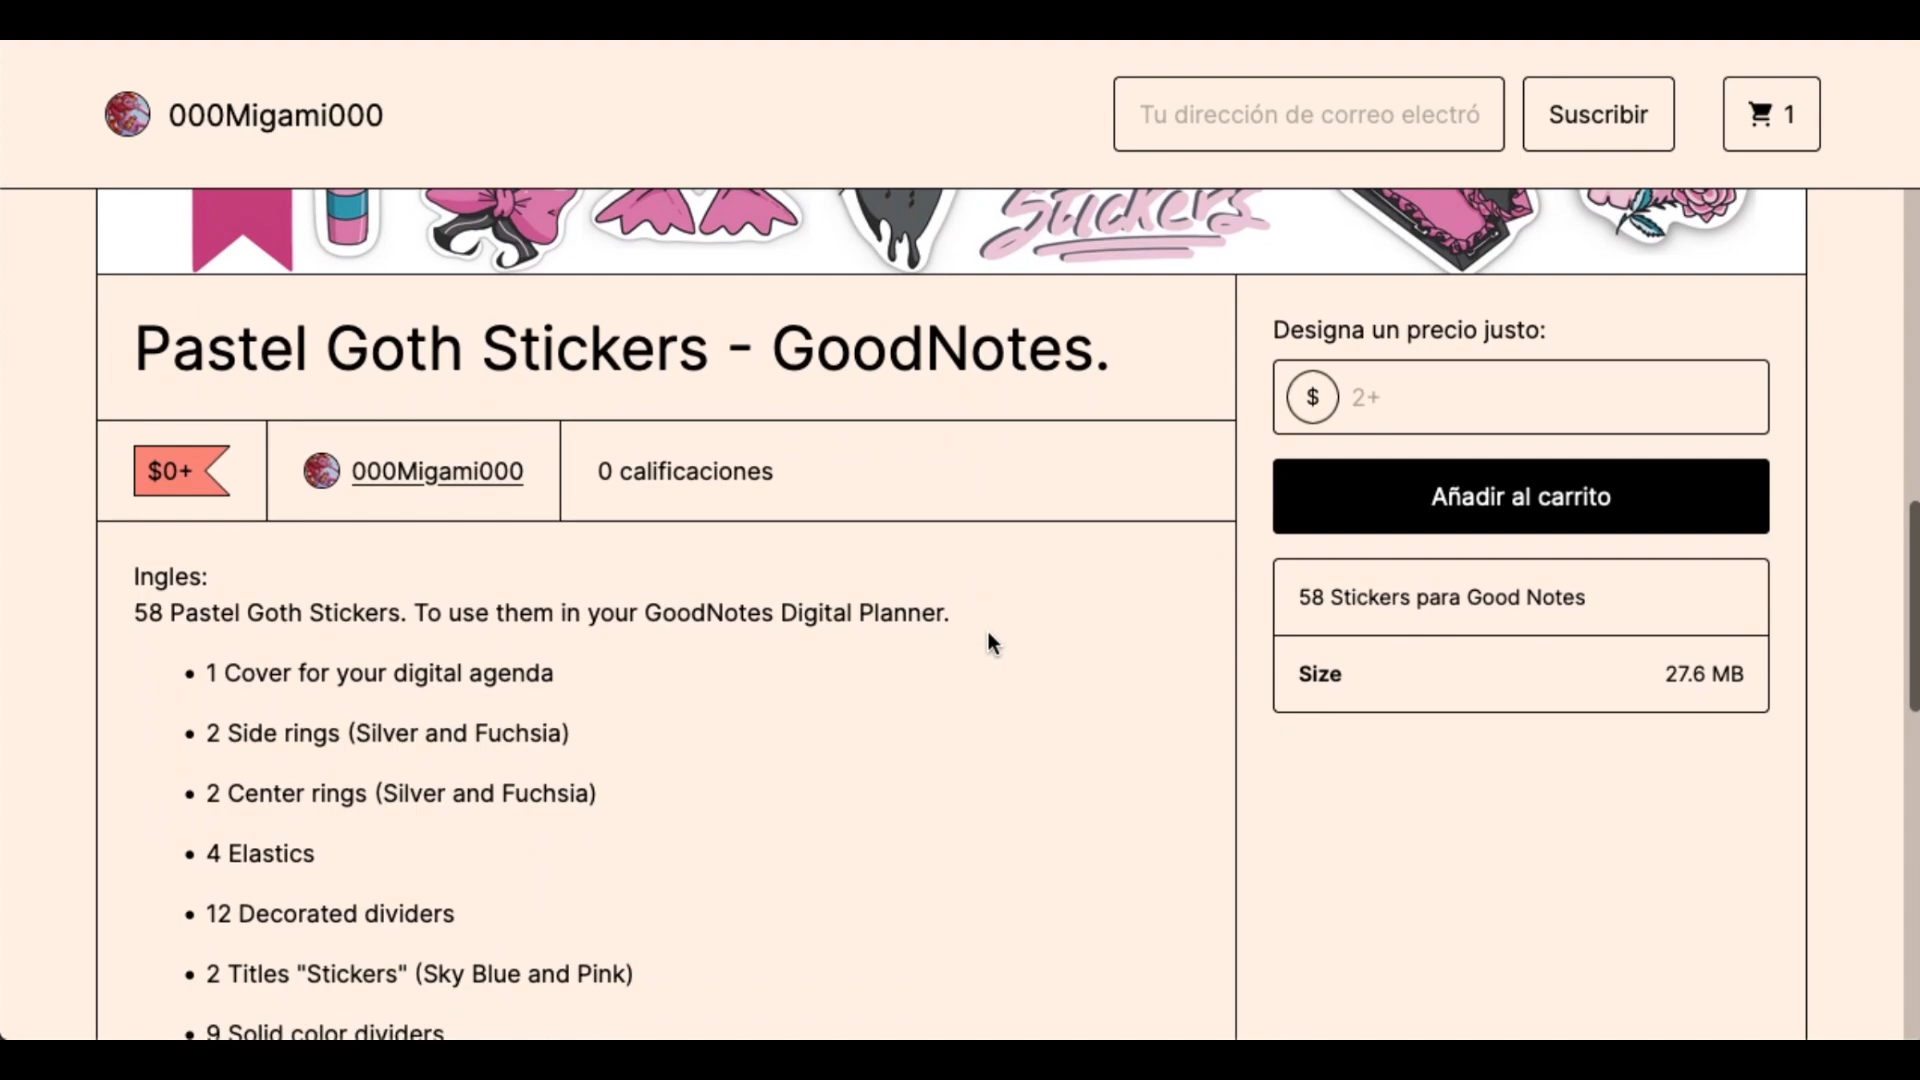 000Migami000
Tu dirección de correo electró
Suscribir
1
Stickers
Pastel Goth Stickers - GoodNotes.
$0+
000Migami000
0 calificaciones
Ingles:
58 Pastel Goth Stickers. To use them in your GoodNotes Digital Planner.
• 1 Cover for your digital agenda
• 2 Side rings (Silver and Fuchsia)
• 2 Center rings (Silver and Fuchsia)
• 4 Elastics
• 12 Decorated dividers
• 2 Titles "Stickers" (Sky Blue and Pink)
• 9 Solid color dividers
Designa un precio justo:
$ 2+
Añadir al carrito
58 Stickers para Good Notes
Size 27.6 MB